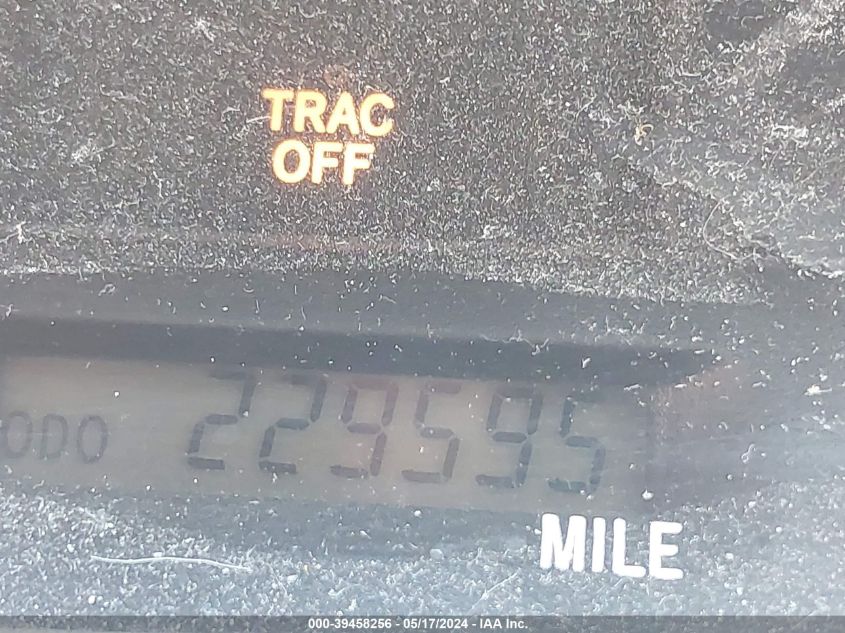 TRAC
OFF
ODO 229595
MILE
000-39458256 - 05/17/2024 - IAA Inc.